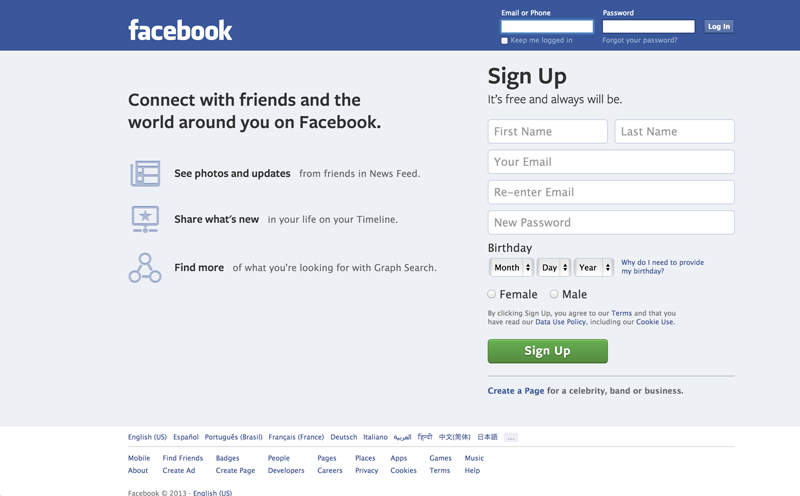 facebook
Email or Phone
Password
Keep me logged in
Forgot your password?
Log In
Connect with friends and the
world around you on Facebook.
See photos and updates from friends in News Feed.
Share what's new in your life on your Timeline.
Find more of what you're looking for with Graph Search.
Sign Up
It's free and always will be.
First Name Last Name
Your Email
Re-enter Email
New Password
Birthday
Month Day Year
Why do I need to provide
my birthday?
Female Male
By clicking Sign Up, you agree to our Terms and that you
have read our Data Use Policy, including our Cookie Use.
Sign Up
Create a Page for a celebrity, band or business.
English (US) Español Português (Brasil) Français (France) Deutsch Italiano العربية हिन्दी 中文(简体) 日本語 ...
Mobile Find Friends Badges People Pages Places Apps Games Music
About Create Ad Create Page Developers Careers Privacy Cookies Terms Help
Facebook © 2013 · English (US)